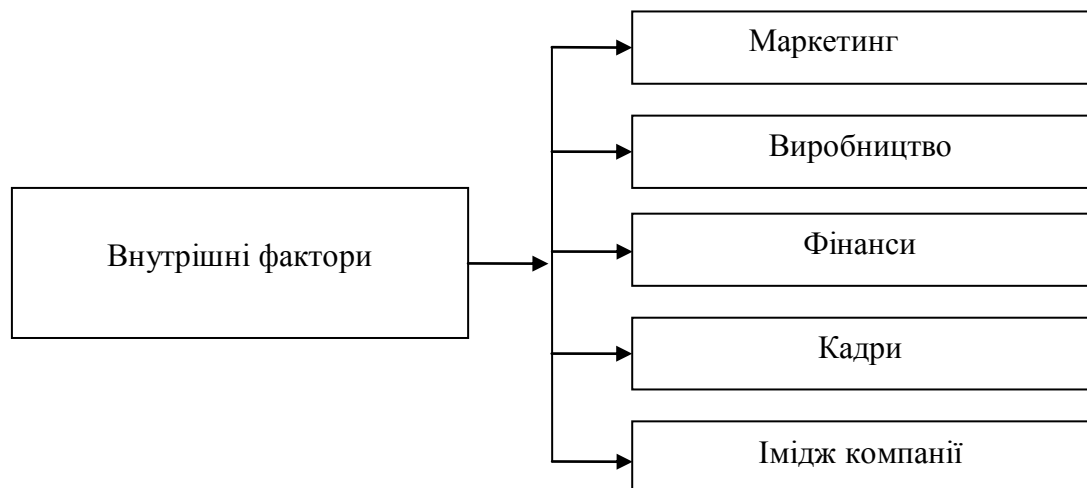 Маркетинг
Виробництво
Внутрішні фактори
Фінанси
Кадри
Імідж компанії